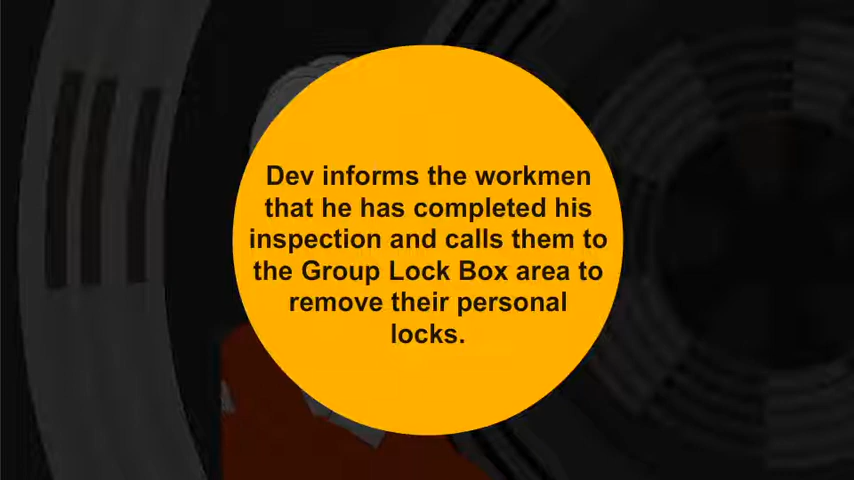 Dev informs the workmen
that he has completed his
inspection and calls them to
the Group Lock Box area to
remove their personal
locks.